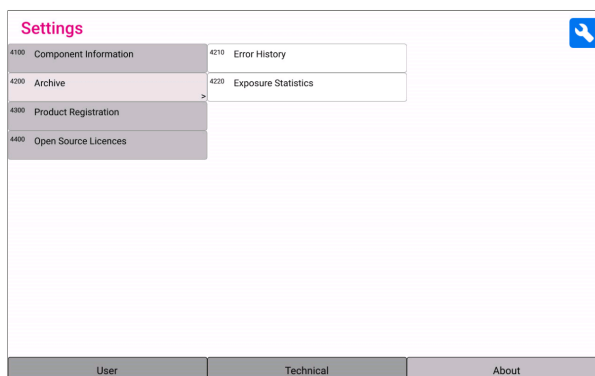 Settings
4100 Component Information
4210 Error History
4200 Archive
>
4220 Exposure Statistics
4300 Product Registration
4400 Open Source Licences
User
Technical
About